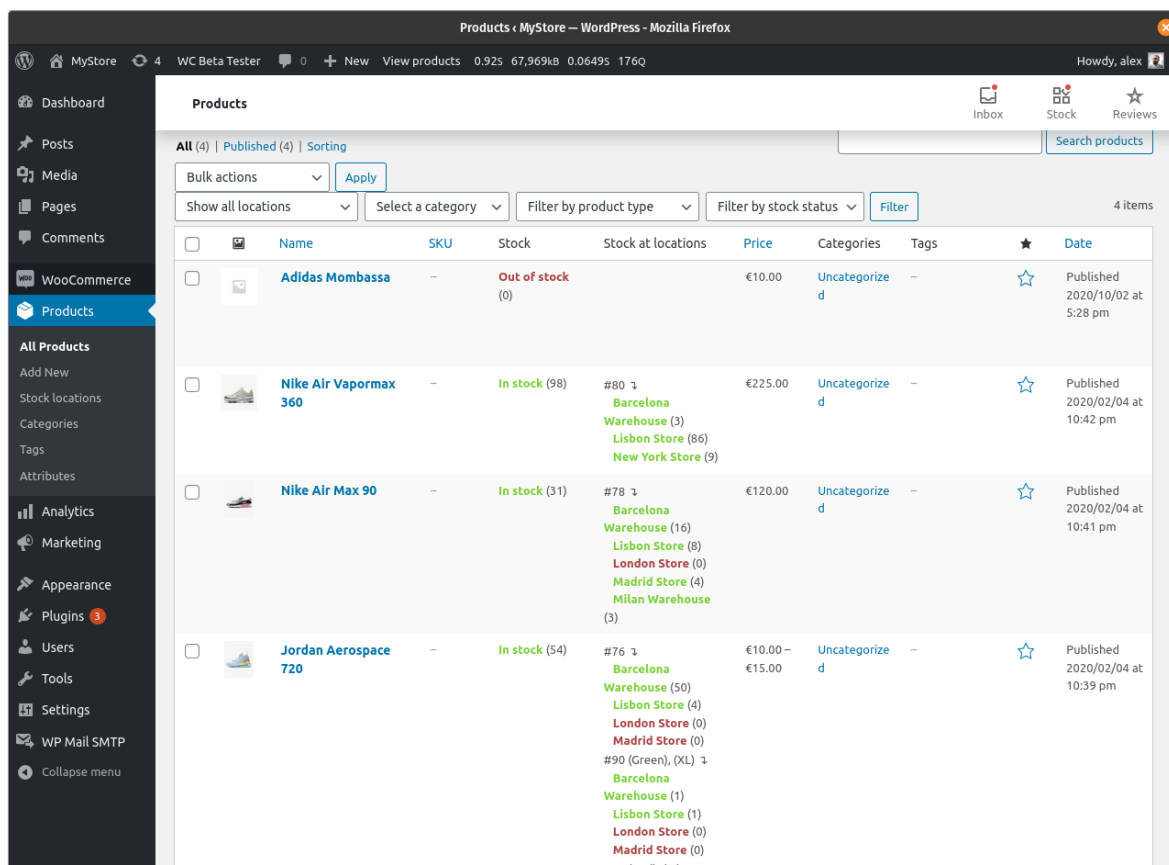 Products ‹ MyStore — WordPress - Mozilla Firefox
MyStore 4 WC Beta Tester 0 New View products 0.92S 67,969KB 0.0649S 176Q Howdy, alex
Dashboard
Posts
Media
Pages
Comments
WooCommerce
Products
All Products
Add New
Stock locations
Categories
Tags
Attributes
Analytics
Marketing
Appearance
Plugins 3
Users
Tools
Settings
WP Mail SMTP
Collapse menu
Products
Inbox
Stock
Reviews
All (4) | Published (4) | Sorting
Search products
Bulk actions Apply
Show all locations Select a category Filter by product type Filter by stock status Filter 4 items
Name SKU Stock Stock at locations Price Categories Tags Date
Adidas Mombassa – Out of stock €10.00 Uncategorize – Published
(0) d 2020/10/02 at
5:28 pm
Nike Air Vapormax – In stock (98) #80 ↴ €225.00 Uncategorize – Published
360 Barcelona d 2020/02/04 at
Warehouse (3) 10:42 pm
Lisbon Store (86)
New York Store (9)
Nike Air Max 90 – In stock (31) #78 ↴ €120.00 Uncategorize – Published
Barcelona d 2020/02/04 at
Warehouse (16) 10:41 pm
Lisbon Store (8)
London Store (0)
Madrid Store (4)
Milan Warehouse
(3)
Jordan Aerospace – In stock (54) #76 ↴ €10.00 – Uncategorize – Published
720 Barcelona €15.00 d 2020/02/04 at
Warehouse (50) 10:39 pm
Lisbon Store (4)
London Store (0)
Madrid Store (0)
#90 (Green), (XL) ↴
Barcelona
Warehouse (1)
Lisbon Store (1)
London Store (0)
Madrid Store (0)